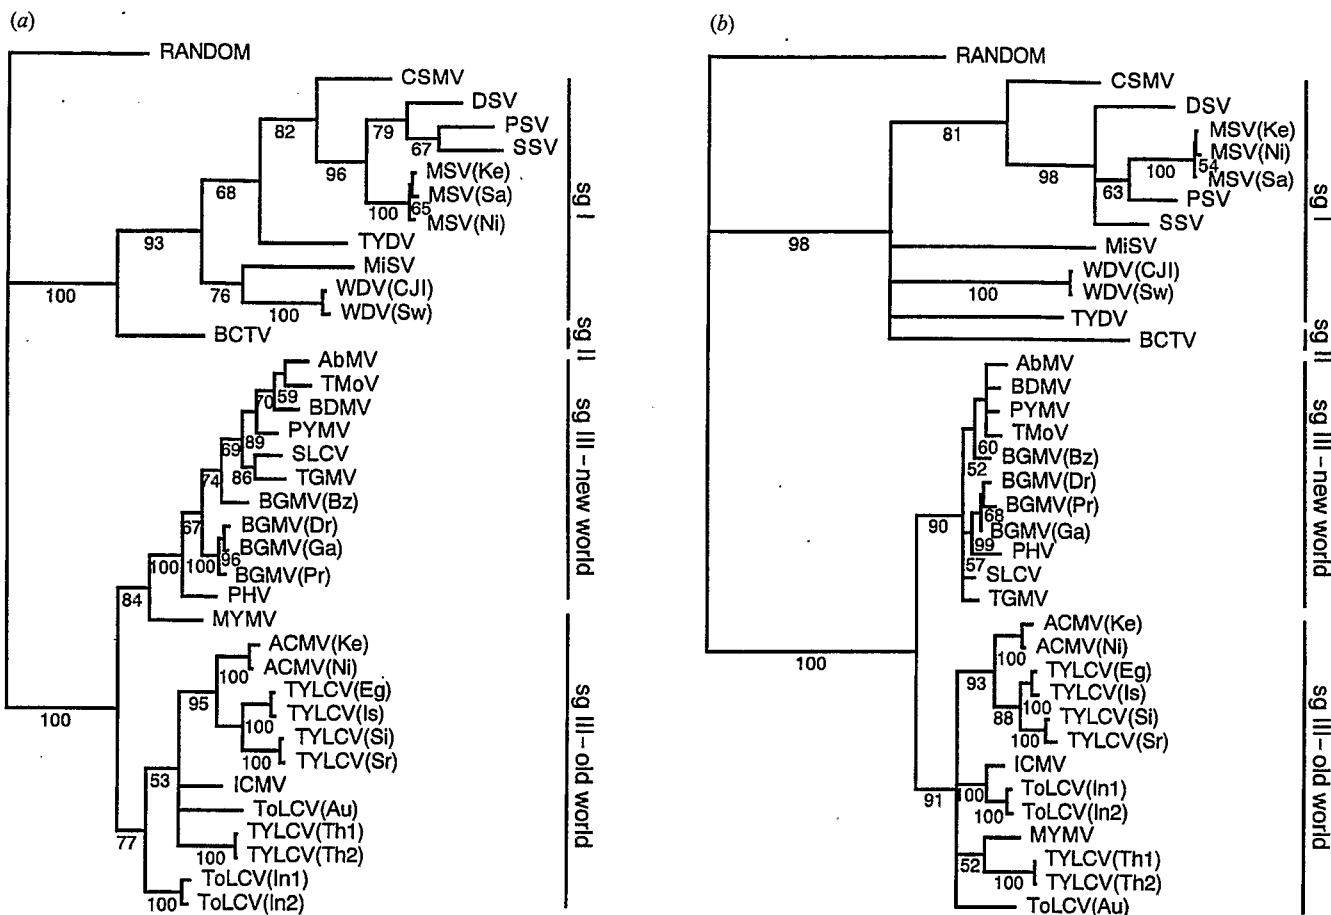 (a)
RANDOM
CSMV
DSV
82
79
PSV
67
SSV
96
MSV(Ke)
68
MSV(Sa)
100
65
MSV(Ni)
93
TYDV
MiSV
76
WDV(CJI)
100
100
WDV(Sw)
BCTV
AbMV
TMoV
59
70
BDMV
PYMV
89
69
SLCV
86
TGMV
74
BGMV(Bz)
67
BGMV(Dr)
BGMV(Ga)
100
100
96
BGMV(Pr)
PHV
84
MYMV
ACMV(Ke)
100
ACMV(Ni)
95
TYLCV(Eg)
100
TYLCV(Is)
100
TYLCV(Si)
100
TYLCV(Sr)
53
ICMV
ToLCV(Au)
TYLCV(Th1)
77
100
TYLCV(Th2)
ToLCV(In1)
100
ToLCV(In2)
sg I
sg II
sg III–new world
sg III–old world
(b)
RANDOM
CSMV
DSV
81
MSV(Ke)
MSV(Ni)
98
100
54
MSV(Sa)
63
PSV
SSV
98
MiSV
WDV(CJI)
100
WDV(Sw)
TYDV
BCTV
AbMV
BDMV
PYMV
TMoV
60
BGMV(Bz)
52
BGMV(Dr)
BGMV(Pr)
68
90
BGMV(Ga)
99
PHV
57
SLCV
TGMV
ACMV(Ke)
100
ACMV(Ni)
100
93
TYLCV(Eg)
TYLCV(Is)
100
88
TYLCV(Si)
100
TYLCV(Sr)
ICMV
100
ToLCV(In1)
91
100
ToLCV(In2)
MYMV
52
TYLCV(Th1)
100
TYLCV(Th2)
ToLCV(Au)
sg I
sg II
sg III–new world
sg III–old world